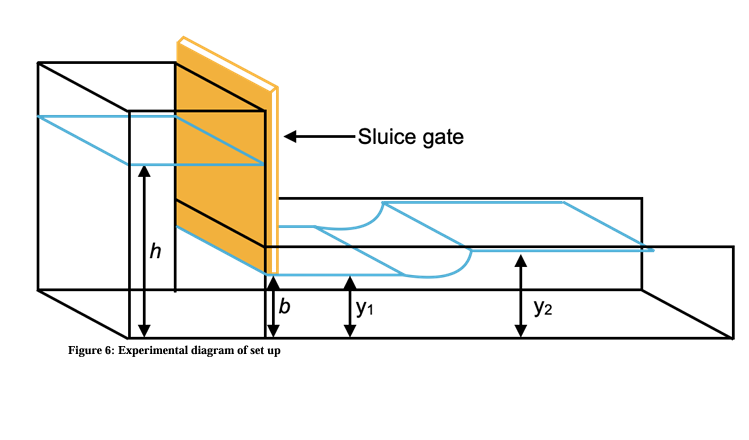 Sluice gate
h
b
y₁
y₂
Figure 6: Experimental diagram of set up